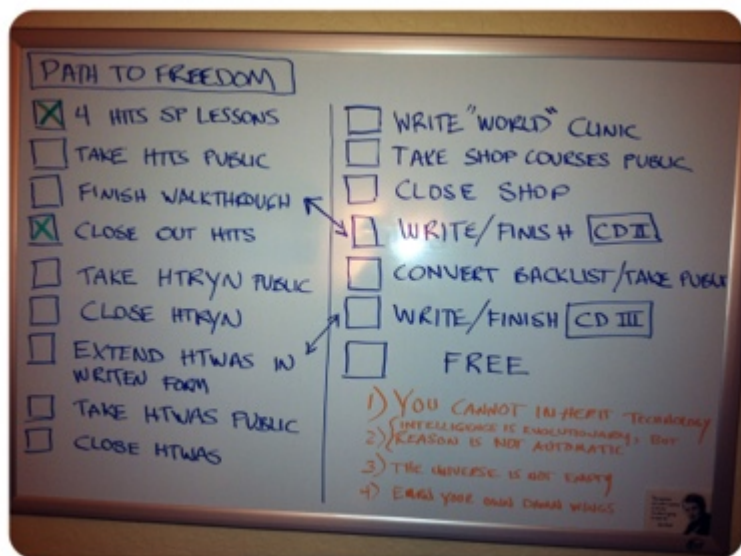 PATH TO FREEDOM
4 HITS SP LESSONS
TAKE HITS PUBLIC
FINISH WALKTHROUGH
CLOSE OUT HITS
TAKE HTRYN PUBLIC
CLOSE HTRYN
EXTEND HTWAS IN
WRITEN FORM
TAKE HTWAS PUBLIC
CLOSE HTWAS
WRITE "WORLD" CLINIC
TAKE SHOP COURSES PUBLIC
CLOSE SHOP
WRITE/FINISH CD II
CONVERT BACKLIST/TAKE PUBLIC
WRITE/FINISH CD III
FREE
1) YOU CANNOT INHERIT TECHNOLOGY
2) INTELLIGENCE IS EVOLUTIONARY, BUT
REASON IS NOT AUTOMATIC
3) THE UNIVERSE IS NOT EMPTY
4) EARN YOUR OWN DAMN WINGS